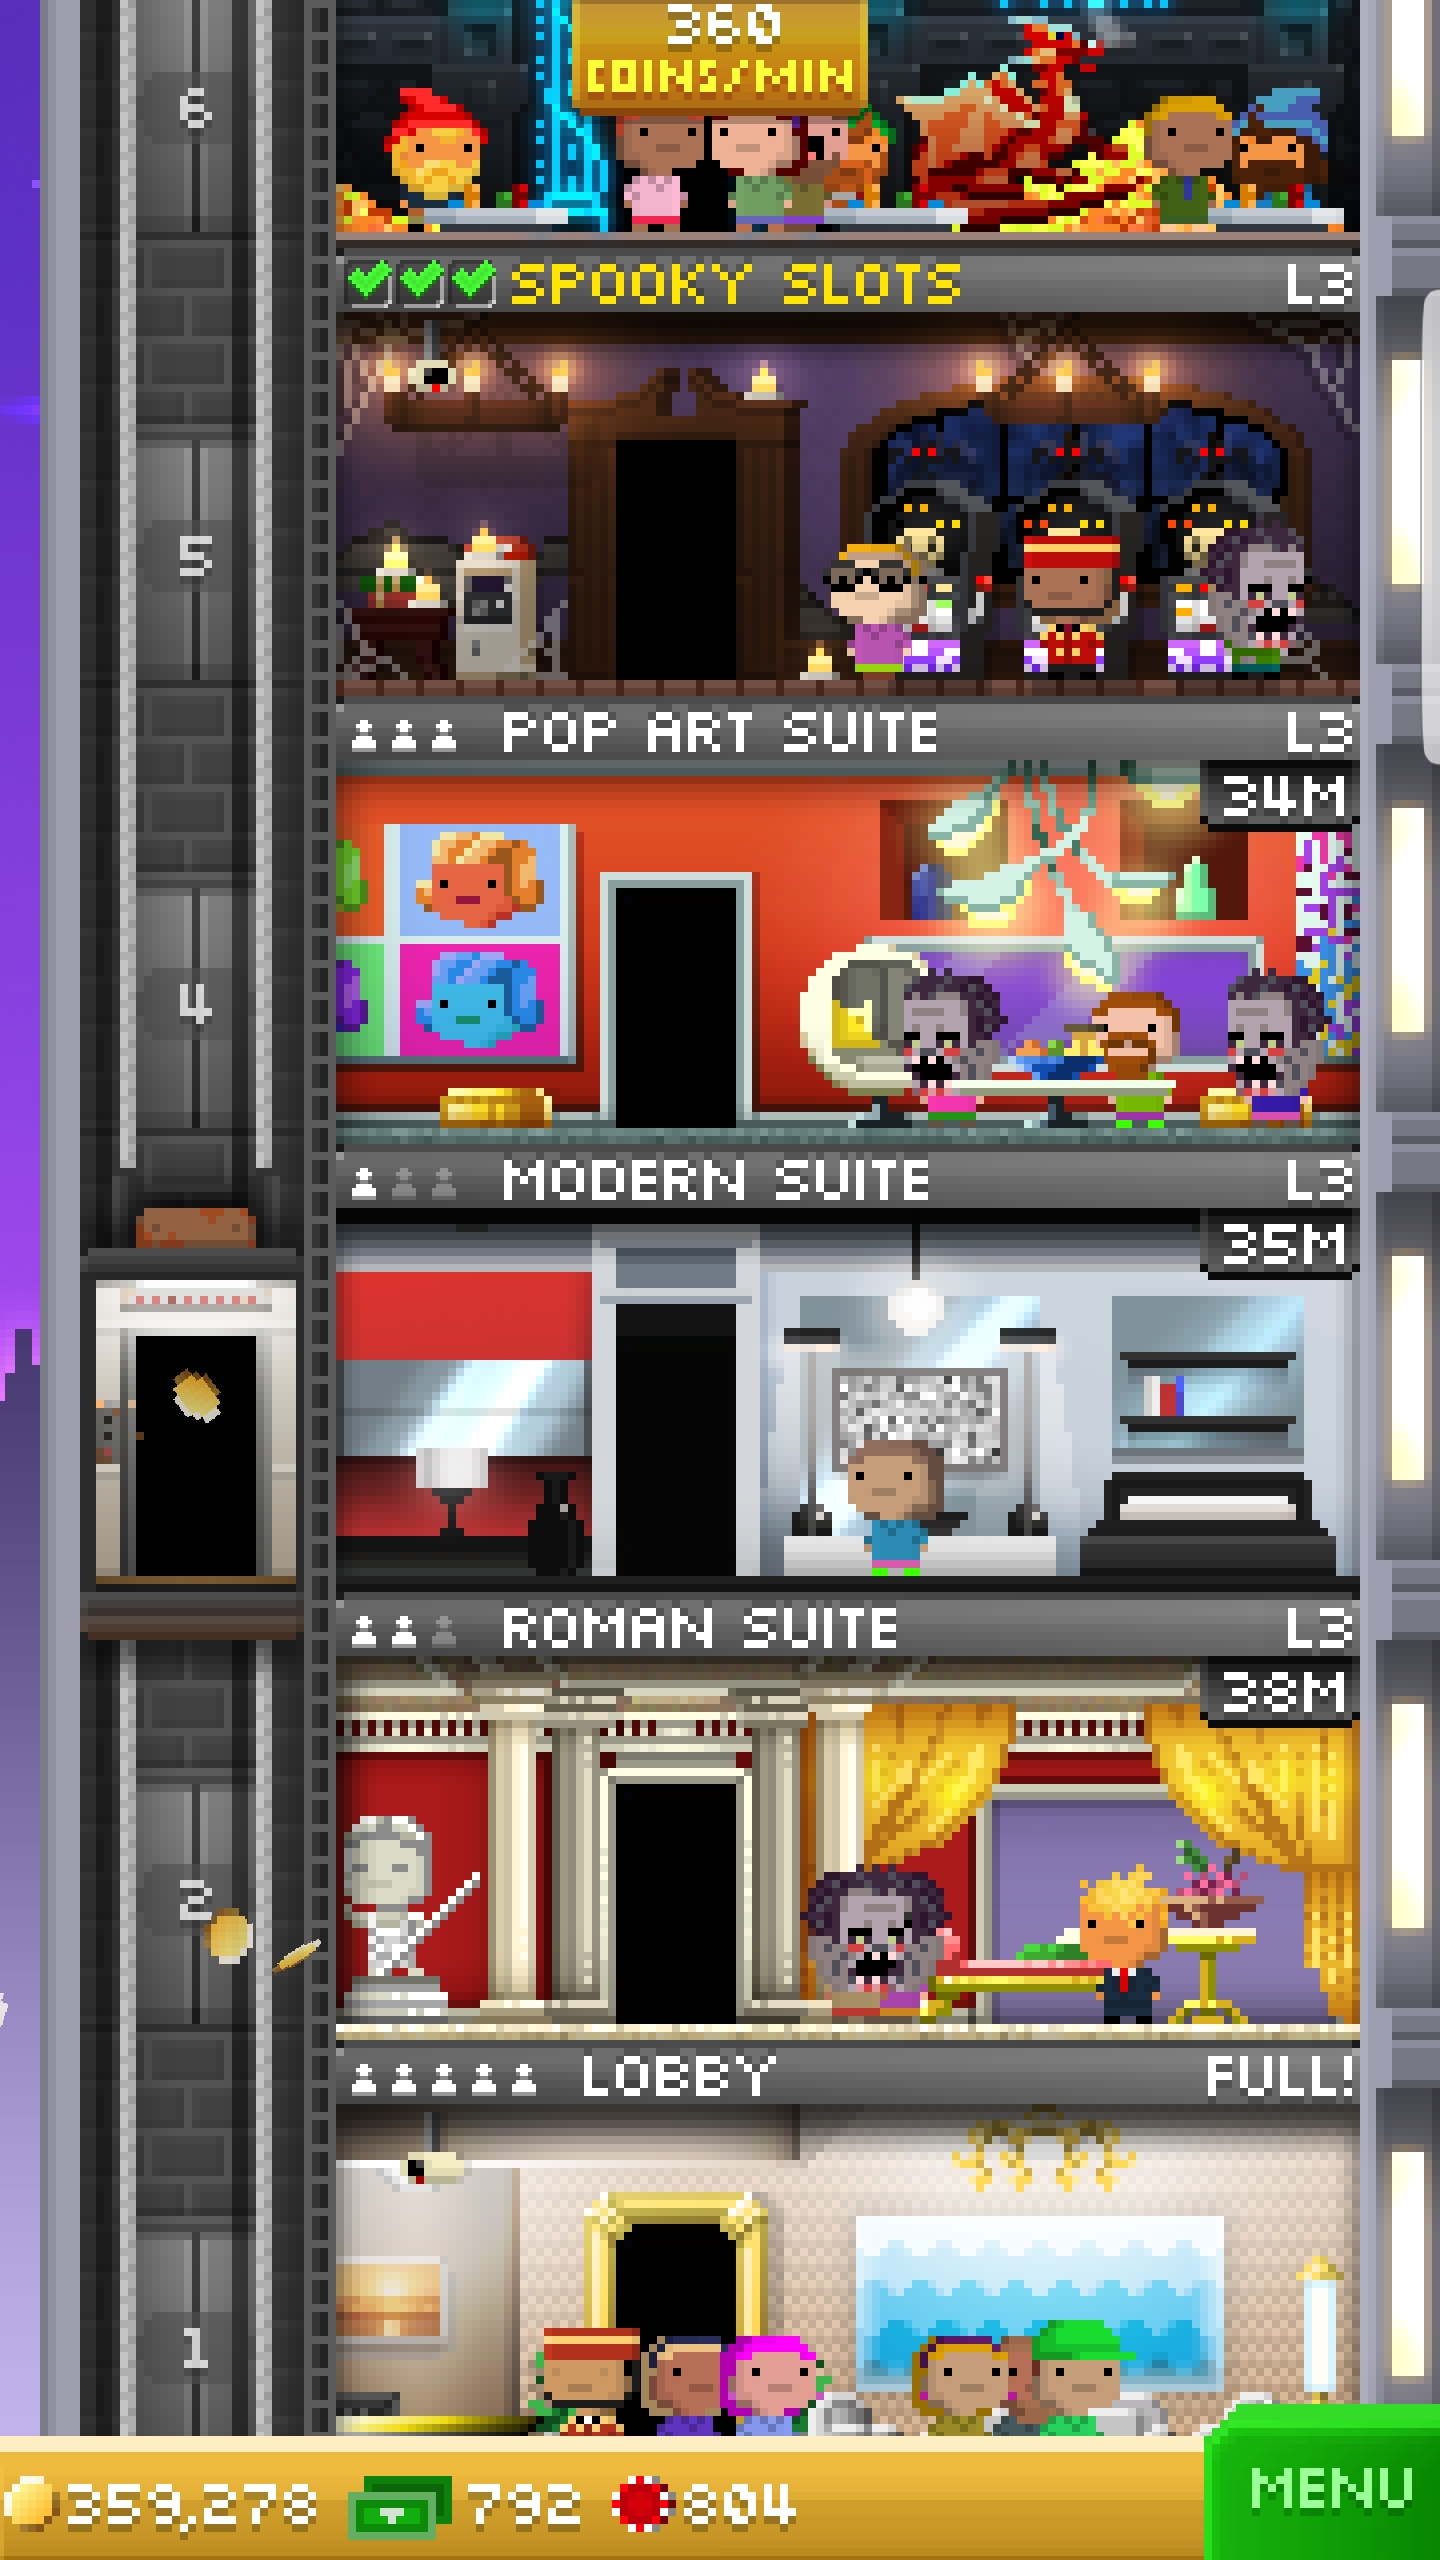 360
COINS/MIN
6
SPOOKY SLOTS L3
5
POP ART SUITE L3
34M
4
MODERN SUITE L3
35M
ROMAN SUITE L3
38M
2
LOBBY FULL!
1
359,278 792 804
MENU